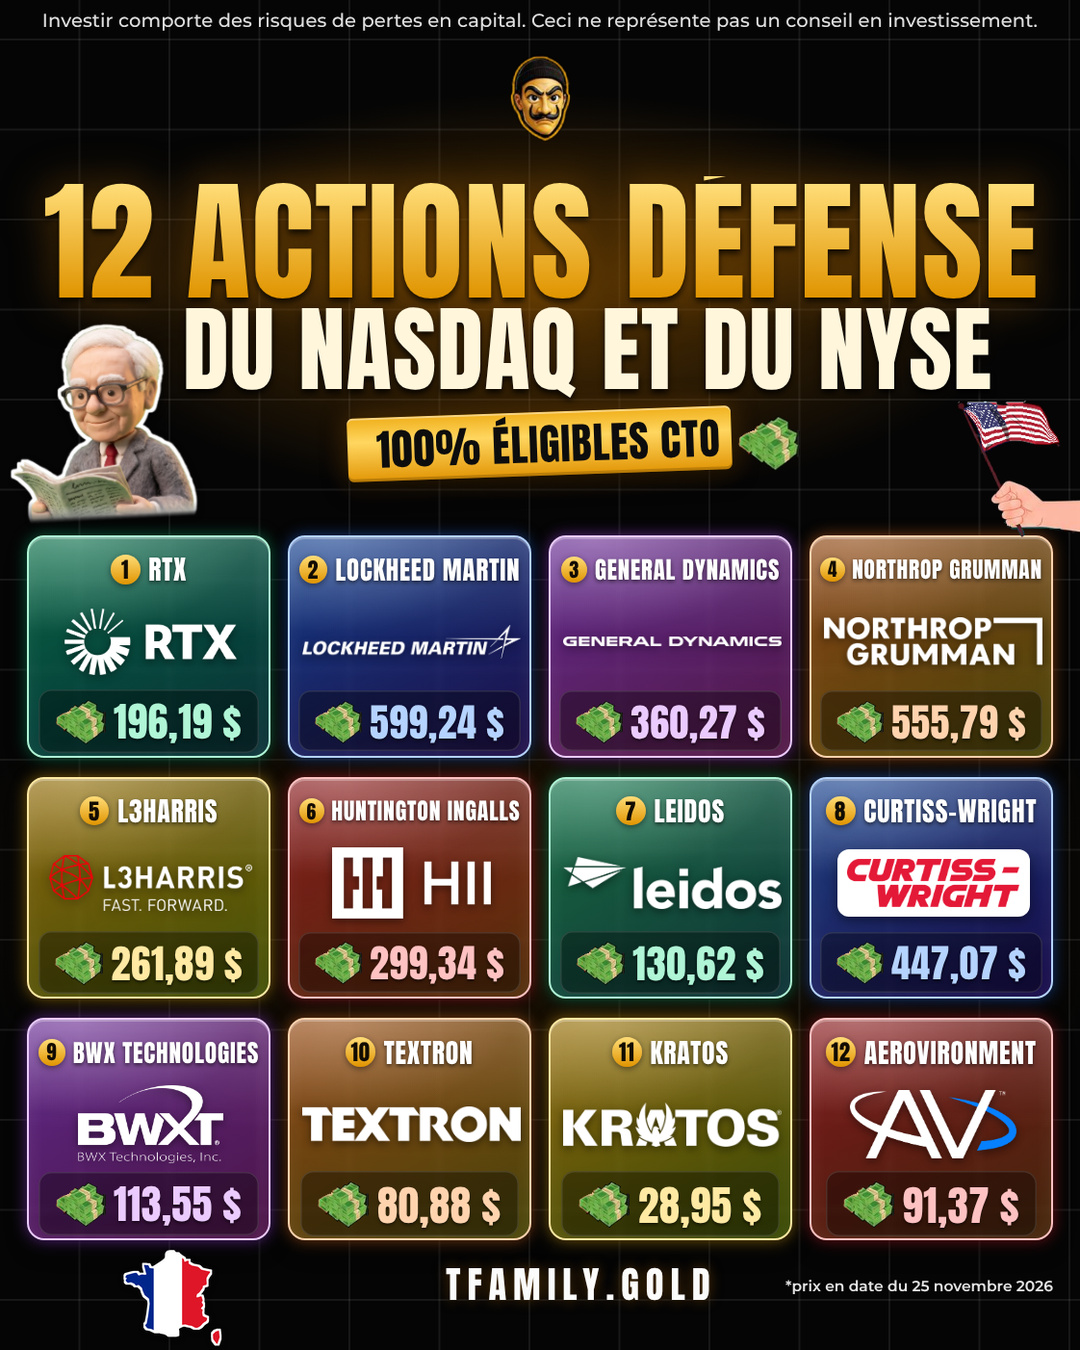 Investir comporte des risques de pertes en capital. Ceci ne représente pas un conseil en investissement.
12 ACTIONS DÉFENSE
DU NASDAQ ET DU NYSE
100% ÉLIGIBLES CTO
1 RTX
RTX
196,19 $
2 LOCKHEED MARTIN
LOCKHEED MARTIN
599,24 $
3 GENERAL DYNAMICS
GENERAL DYNAMICS
360,27 $
4 NORTHROP GRUMMAN
NORTHROP
GRUMMAN
555,79 $
5 L3HARRIS
L3HARRIS®
FAST. FORWARD.
261,89 $
6 HUNTINGTON INGALLS
HII
299,34 $
7 LEIDOS
leidos
130,62 $
8 CURTISS-WRIGHT
CURTISS-
WRIGHT
447,07 $
9 BWX TECHNOLOGIES
BWXT
BWX Technologies, Inc.
113,55 $
10 TEXTRON
TEXTRON
80,88 $
11 KRATOS
KRATOS
28,95 $
12 AEROVIRONMENT
AV™
91,37 $
TFAMILY.GOLD
*prix en date du 25 novembre 2026